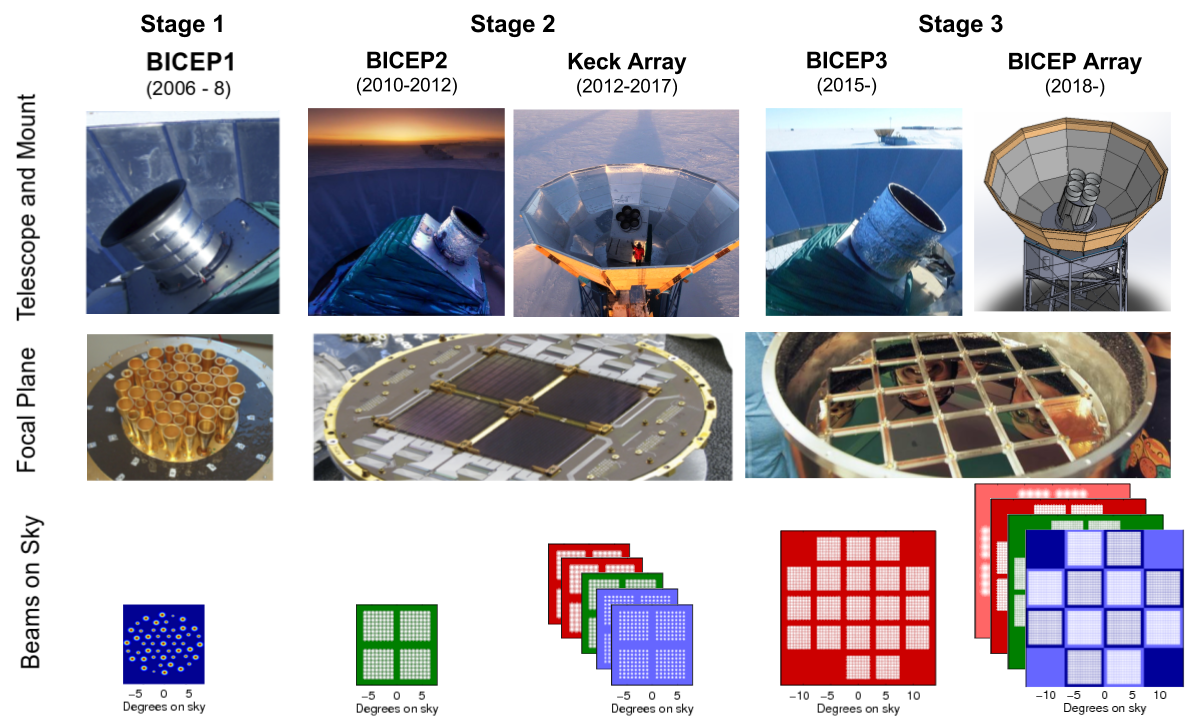 Stage 1
Stage 2
Stage 3
BICEP1
(2006 - 8)
BICEP2
(2010-2012)
Keck Array
(2012-2017)
BICEP3
(2015-)
BICEP Array
(2018-)
Telescope and Mount
Focal Plane
Beams on Sky
−5 0 5
Degrees on sky
−5 0 5
Degrees on sky
−5 0 5
Degrees on sky
−10 −5 0 5 10
Degrees on sky
−10 −5 0 5 10
Degrees on sky